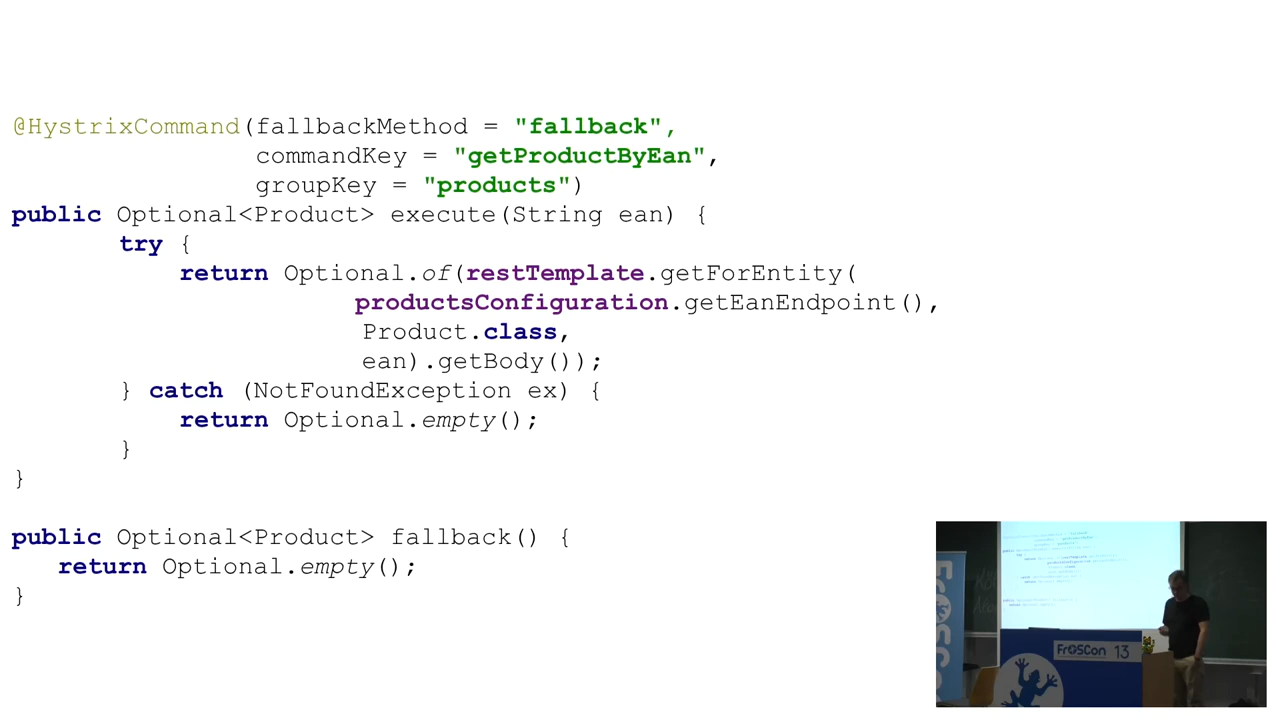 @HystrixCommand(fallbackMethod = "fallback",
commandKey = "getProductByEan",
groupKey = "products")
public Optional<Product> execute(String ean) {
try {
return Optional.of(restTemplate.getForEntity(
productsConfiguration.getEanEndpoint(),
Product.class,
ean).getBody());
} catch (NotFoundException ex) {
return Optional.empty();
}
}
public Optional<Product> fallback() {
return Optional.empty();
}
FrOSCon 13